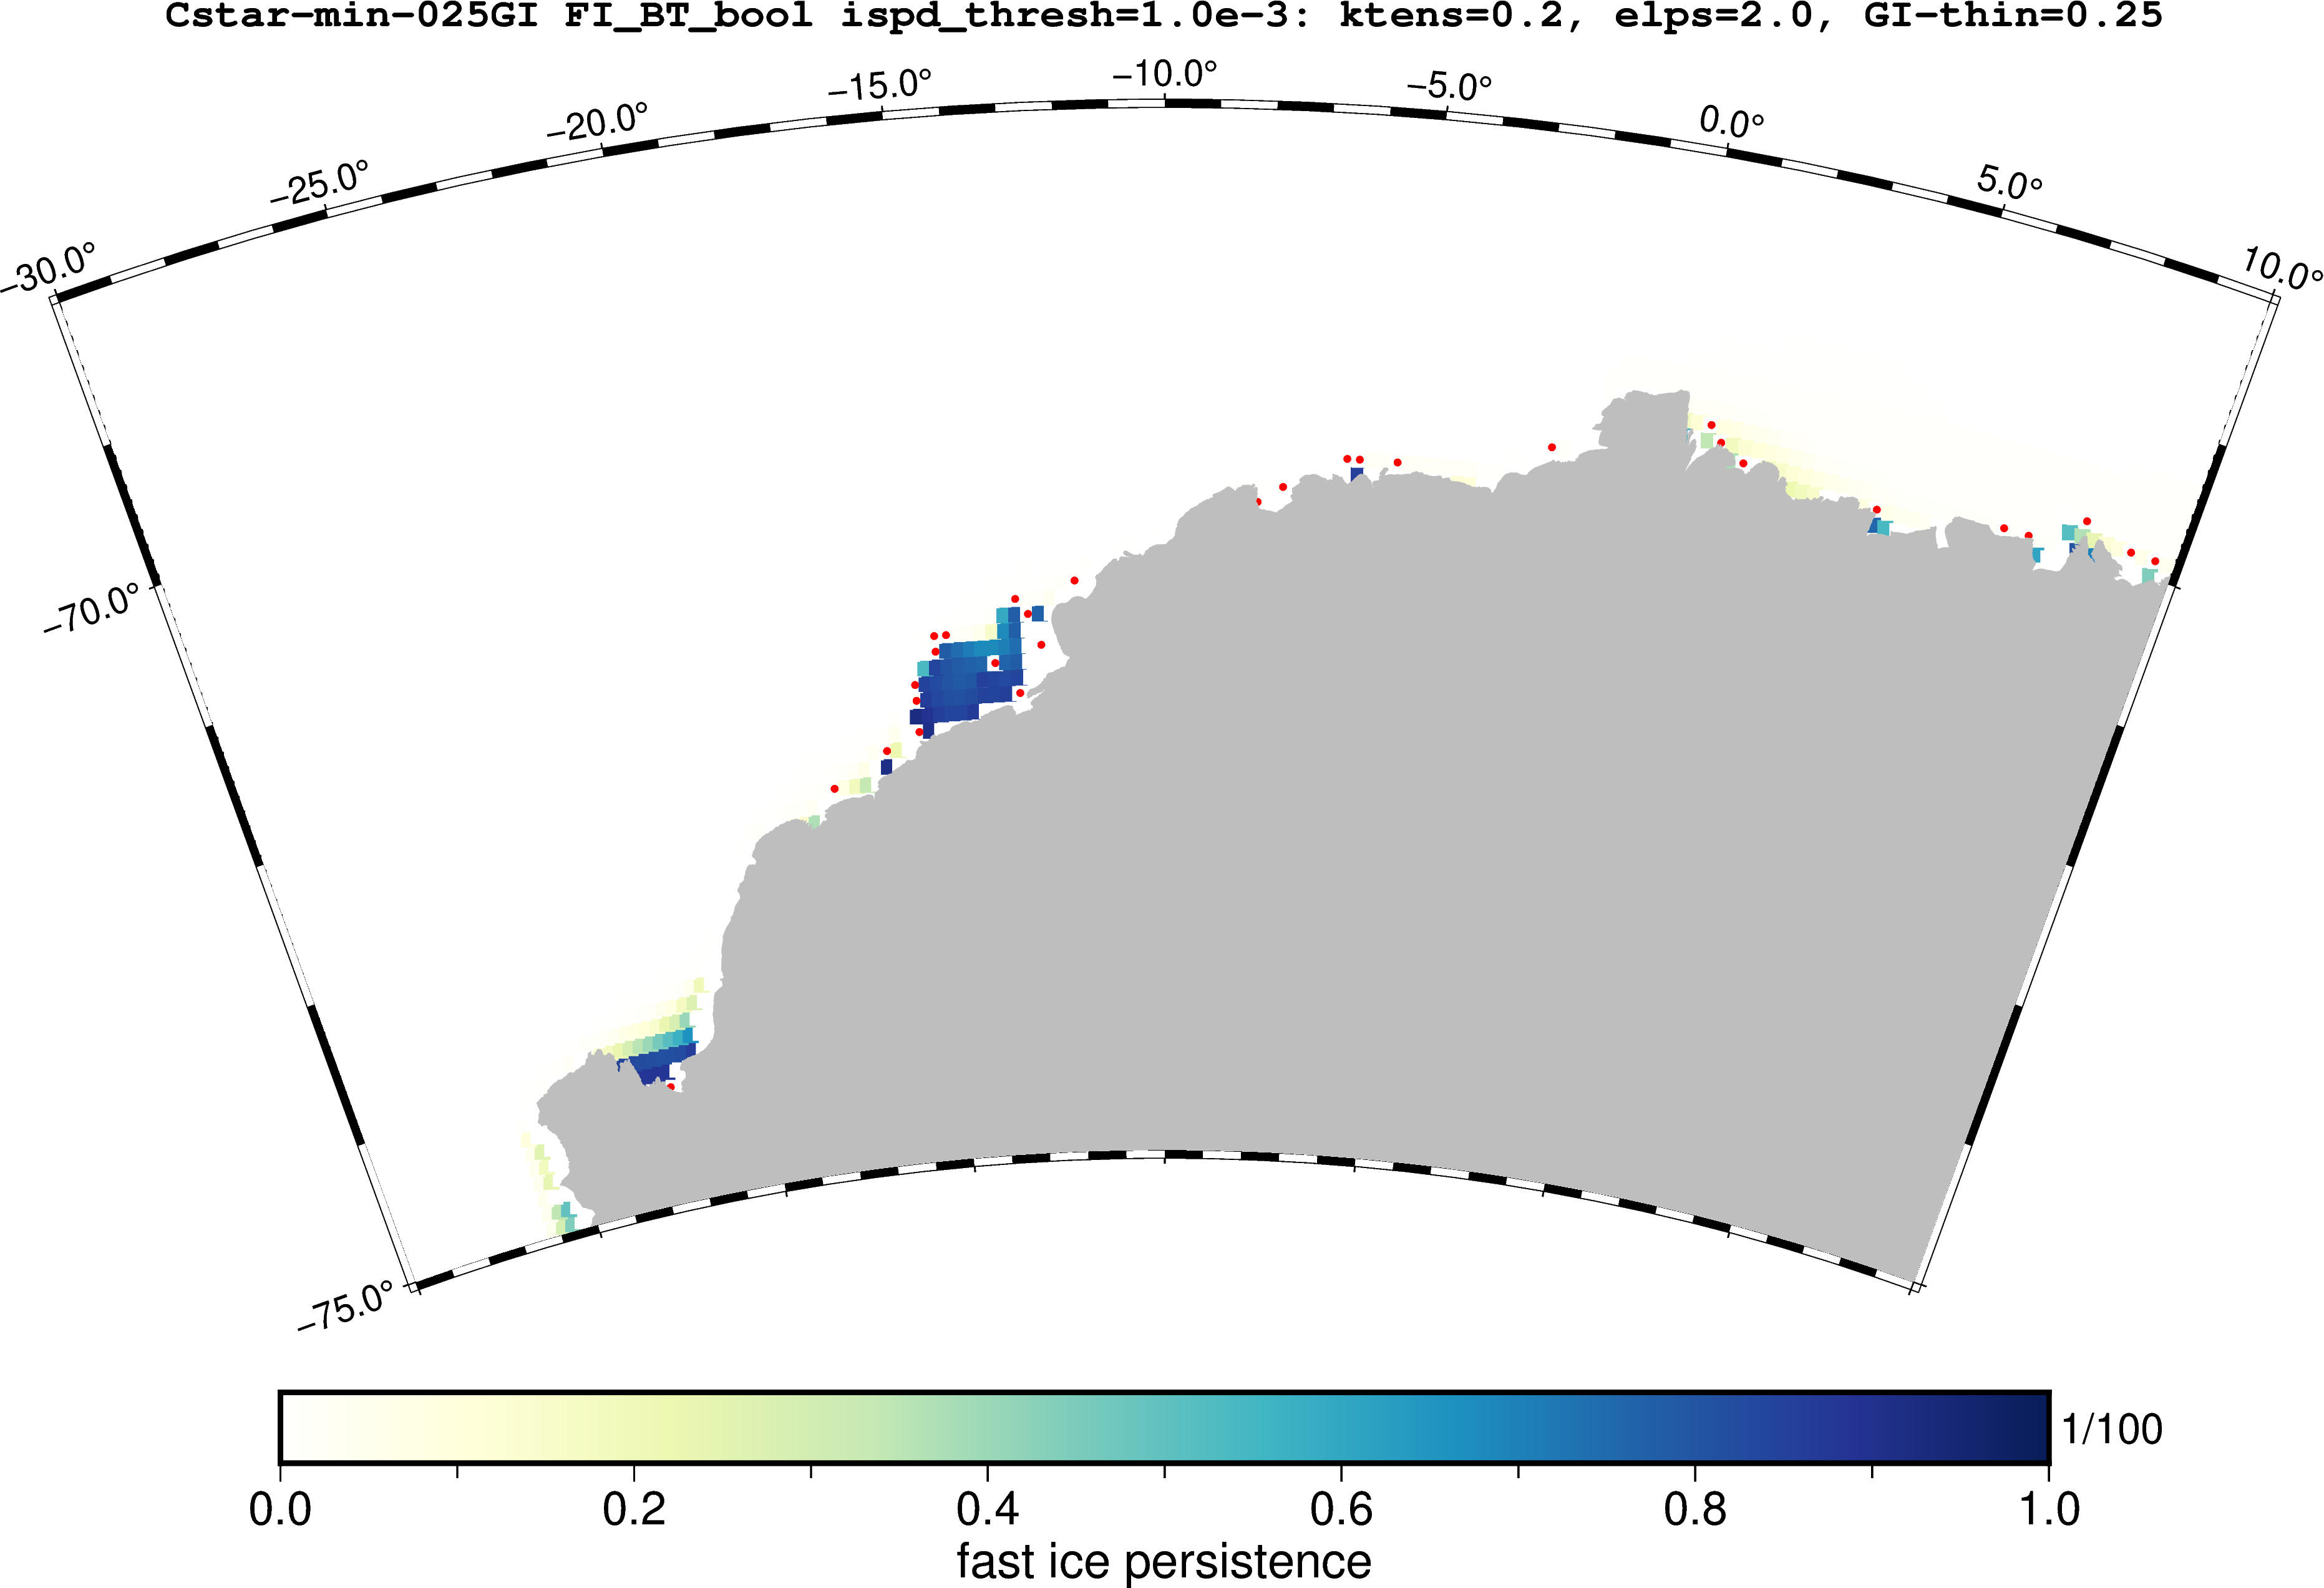 Cstar-min-025GI FI_BT_bool ispd_thresh=1.0e-3: ktens=0.2, elps=2.0, GI-thin=0.25
-30.0° -25.0° -20.0° -15.0° -10.0° -5.0° 0.0° 5.0° 10.0°
-70.0°
-75.0°
1/100
0.0 0.2 0.4 0.6 0.8 1.0
fast ice persistence